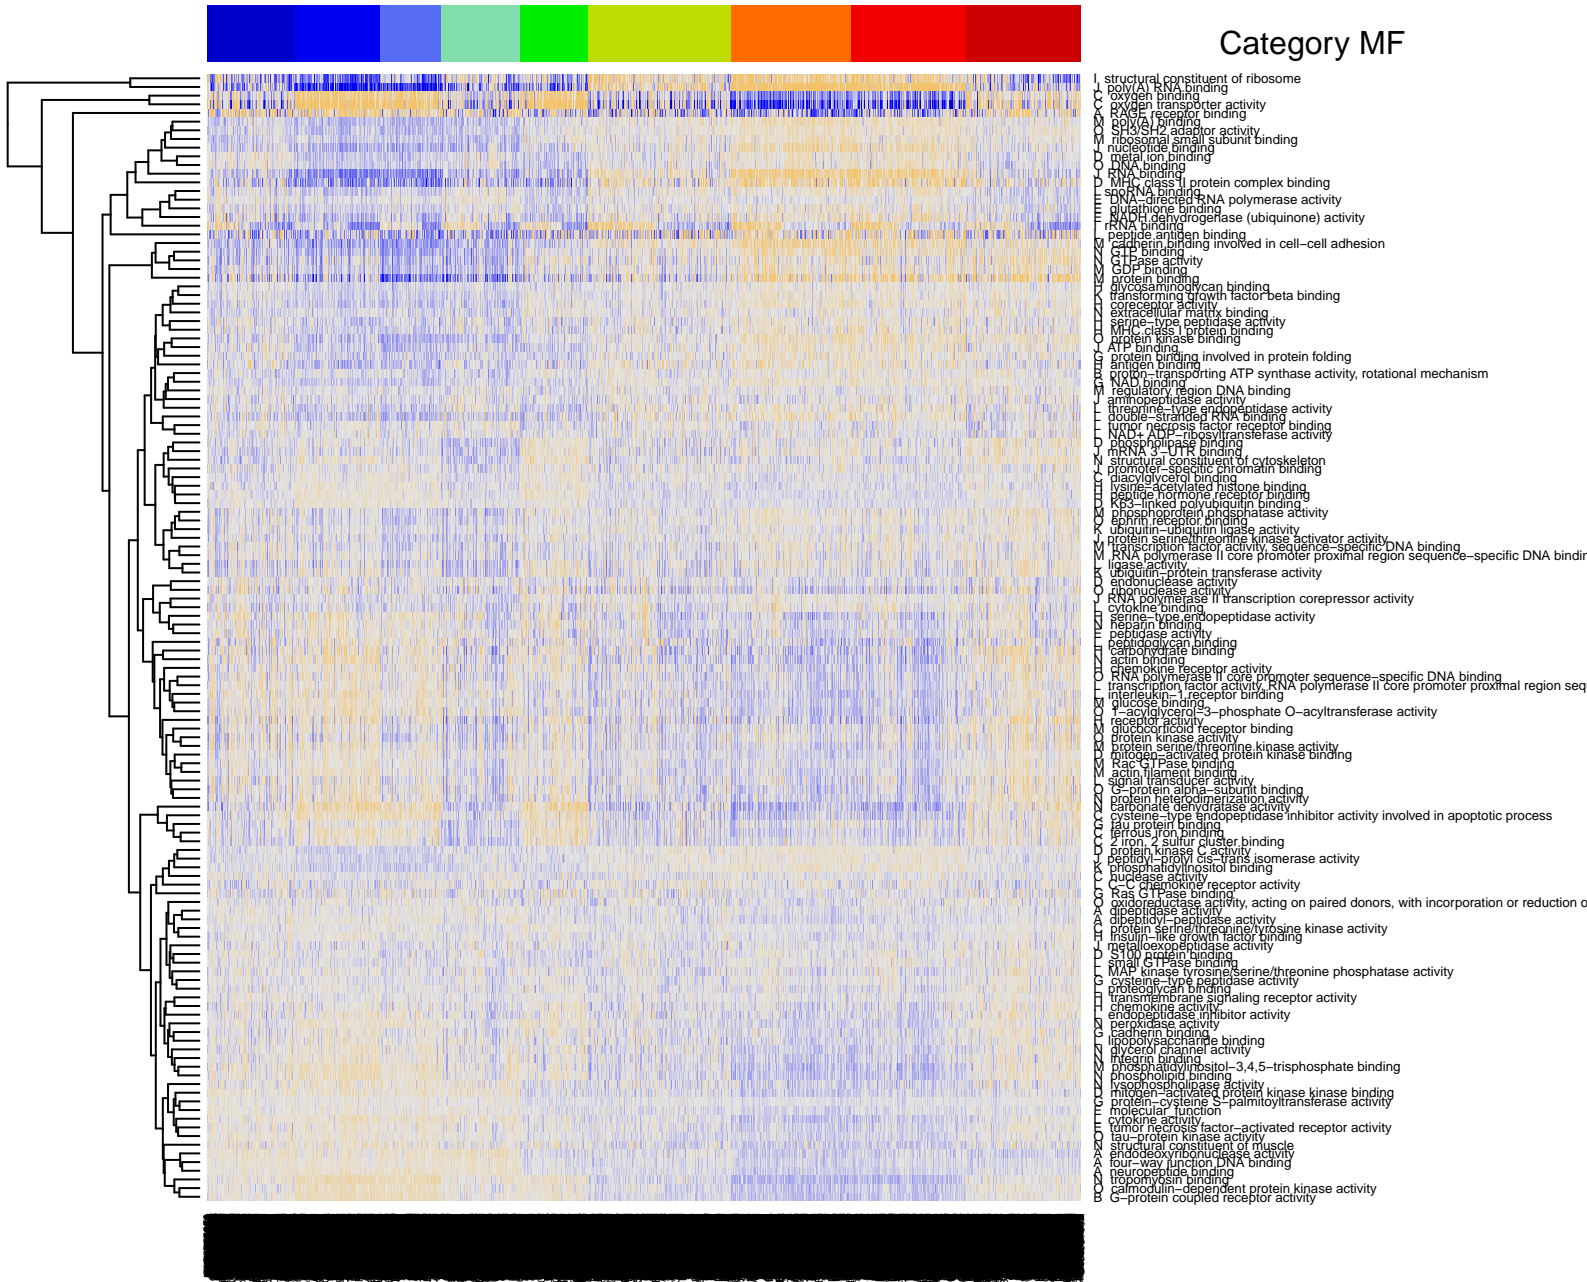 Category MF
I structural constituent of ribosome
J poly(A) RNA binding
C oxygen binding
C oxygen transporter activity
A RAGE receptor binding
M poly(A) binding
O SH3/SH2 adaptor activity
M ribosomal small subunit binding
J nucleotide binding
D metal ion binding
O DNA binding
J RNA binding
D MHC class II protein complex binding
L snoRNA binding
E DNA−directed RNA polymerase activity
E glutathione binding
F NADH dehydrogenase (ubiquinone) activity
I rRNA binding
L peptide antigen binding
M cadherin binding involved in cell−cell adhesion
N GTP binding
N GTPase activity
M GDP binding
M protein binding
H glycosaminoglycan binding
K transforming growth factor beta binding
H coreceptor activity
N extracellular matrix binding
H serine−type peptidase activity
H MHC class I protein binding
O protein kinase binding
J ATP binding
G protein binding involved in protein folding
H antigen binding
B proton−transporting ATP synthase activity, rotational mechanism
G NAD binding
M regulatory region DNA binding
J aminopeptidase activity
L threonine−type endopeptidase activity
L double−stranded RNA binding
L tumor necrosis factor receptor binding
L NAD+ ADP−ribosyltransferase activity
D phospholipase binding
J mRNA 3'−UTR binding
N structural constituent of cytoskeleton
J promoter−specific chromatin binding
C diacylglycerol binding
H lysine−acetylated histone binding
H peptide hormone receptor binding
D K63−linked polyubiquitin binding
M phosphoprotein phosphatase activity
O ephrin receptor binding
K ubiquitin−ubiquitin ligase activity
J protein serine/threonine kinase activator activity
M transcription factor activity, sequence−specific DNA binding
M RNA polymerase II core promoter proximal region sequence−specific DNA bindin
L ligase activity
K ubiquitin−protein transferase activity
D endonuclease activity
O ribonuclease activity
J RNA polymerase II transcription corepressor activity
L cytokine binding
H serine−type endopeptidase activity
N heparin binding
E peptidase activity
L peptidoglycan binding
H carbohydrate binding
N actin binding
H chemokine receptor activity
O RNA polymerase II core promoter sequence−specific DNA binding
L transcription factor activity, RNA polymerase II core promoter proximal region seq
L interleukin−1 receptor binding
M glucose binding
O 1−acylglycerol−3−phosphate O−acyltransferase activity
H receptor activity
M glucocorticoid receptor binding
O protein kinase activity
M protein serine/threonine kinase activity
D mitogen−activated protein kinase binding
M Rac GTPase binding
M actin filament binding
L signal transducer activity
O G−protein alpha−subunit binding
N protein heterodimerization activity
N carbonate dehydratase activity
C cysteine−type endopeptidase inhibitor activity involved in apoptotic process
G tau protein binding
C ferrous iron binding
C 2 iron, 2 sulfur cluster binding
D protein kinase C activity
J peptidyl−prolyl cis−trans isomerase activity
K phosphatidylinositol binding
C nuclease activity
L C−C chemokine receptor activity
G Ras GTPase binding
O oxidoreductase activity, acting on paired donors, with incorporation or reduction o
A dipeptidase activity
A dipeptidyl−peptidase activity
C protein serine/threonine/tyrosine kinase activity
H insulin−like growth factor binding
J metalloexopeptidase activity
D S100 protein binding
L small GTPase binding
L MAP kinase tyrosine/serine/threonine phosphatase activity
G cysteine−type peptidase activity
L proteoglycan binding
H transmembrane signaling receptor activity
H chemokine activity
L endopeptidase inhibitor activity
N peroxidase activity
G cadherin binding
L lipopolysaccharide binding
N glycerol channel activity
N integrin binding
M phosphatidylinositol−3,4,5−trisphosphate binding
N phospholipid binding
N lysophospholipase activity
D mitogen−activated protein kinase kinase binding
G protein−cysteine S−palmitoyltransferase activity
E molecular_function
L cytokine activity
E tumor necrosis factor−activated receptor activity
O tau−protein kinase activity
N structural constituent of muscle
A endodeoxyribonuclease activity
A four−way junction DNA binding
A neuropeptide binding
N tropomyosin binding
O calmodulin−dependent protein kinase activity
B G−protein coupled receptor activity